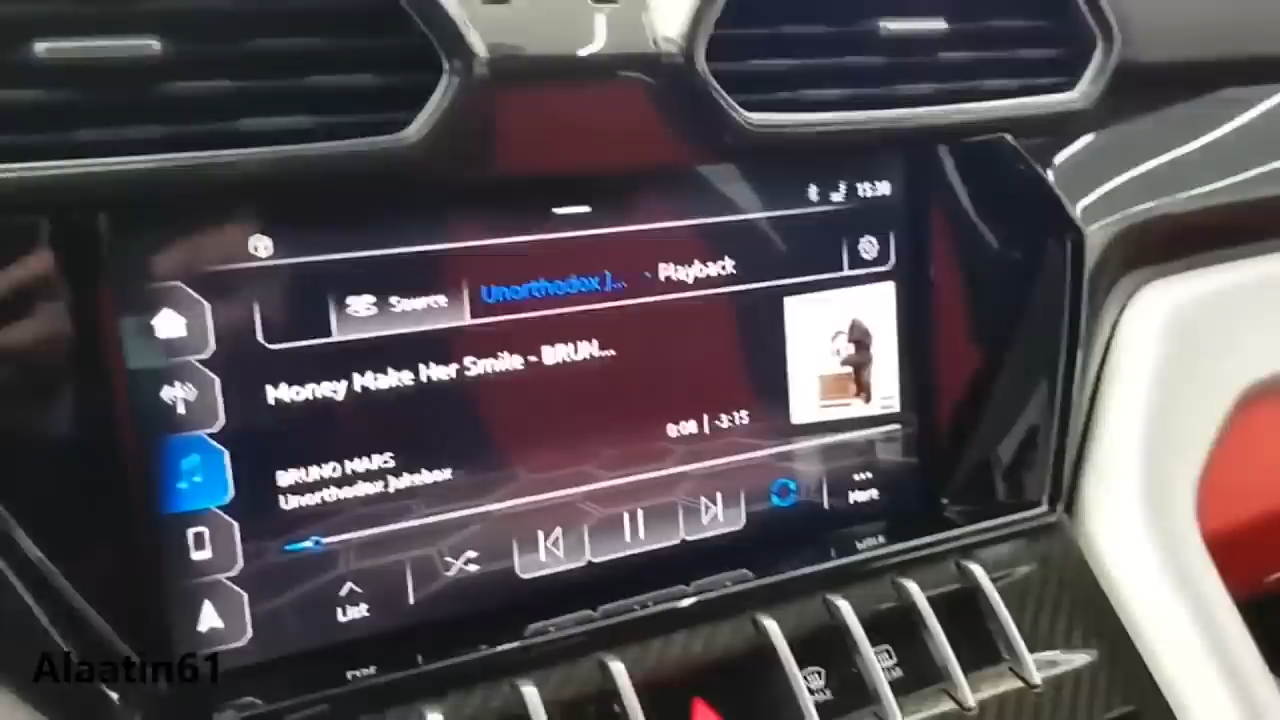 15:30
Source
Unorthodox J...
Playback
Money Make Her Smile - BRUN...
0:08 | -3:15
BRUNO MARS
Unorthodox Jukebox
More
List
Alaatin61